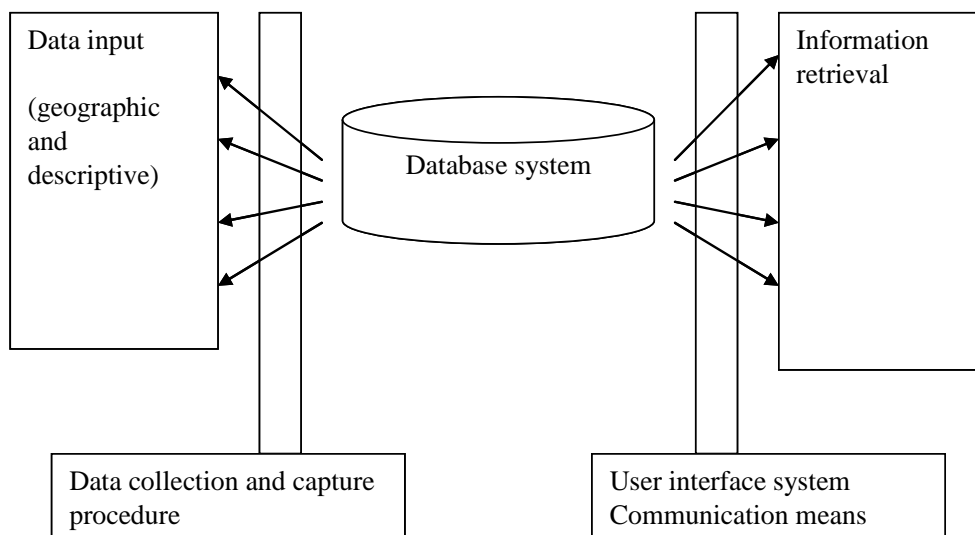 Data input
(geographic
and
descriptive)
Database system
Information
retrieval
Data collection and capture
procedure
User interface system
Communication means